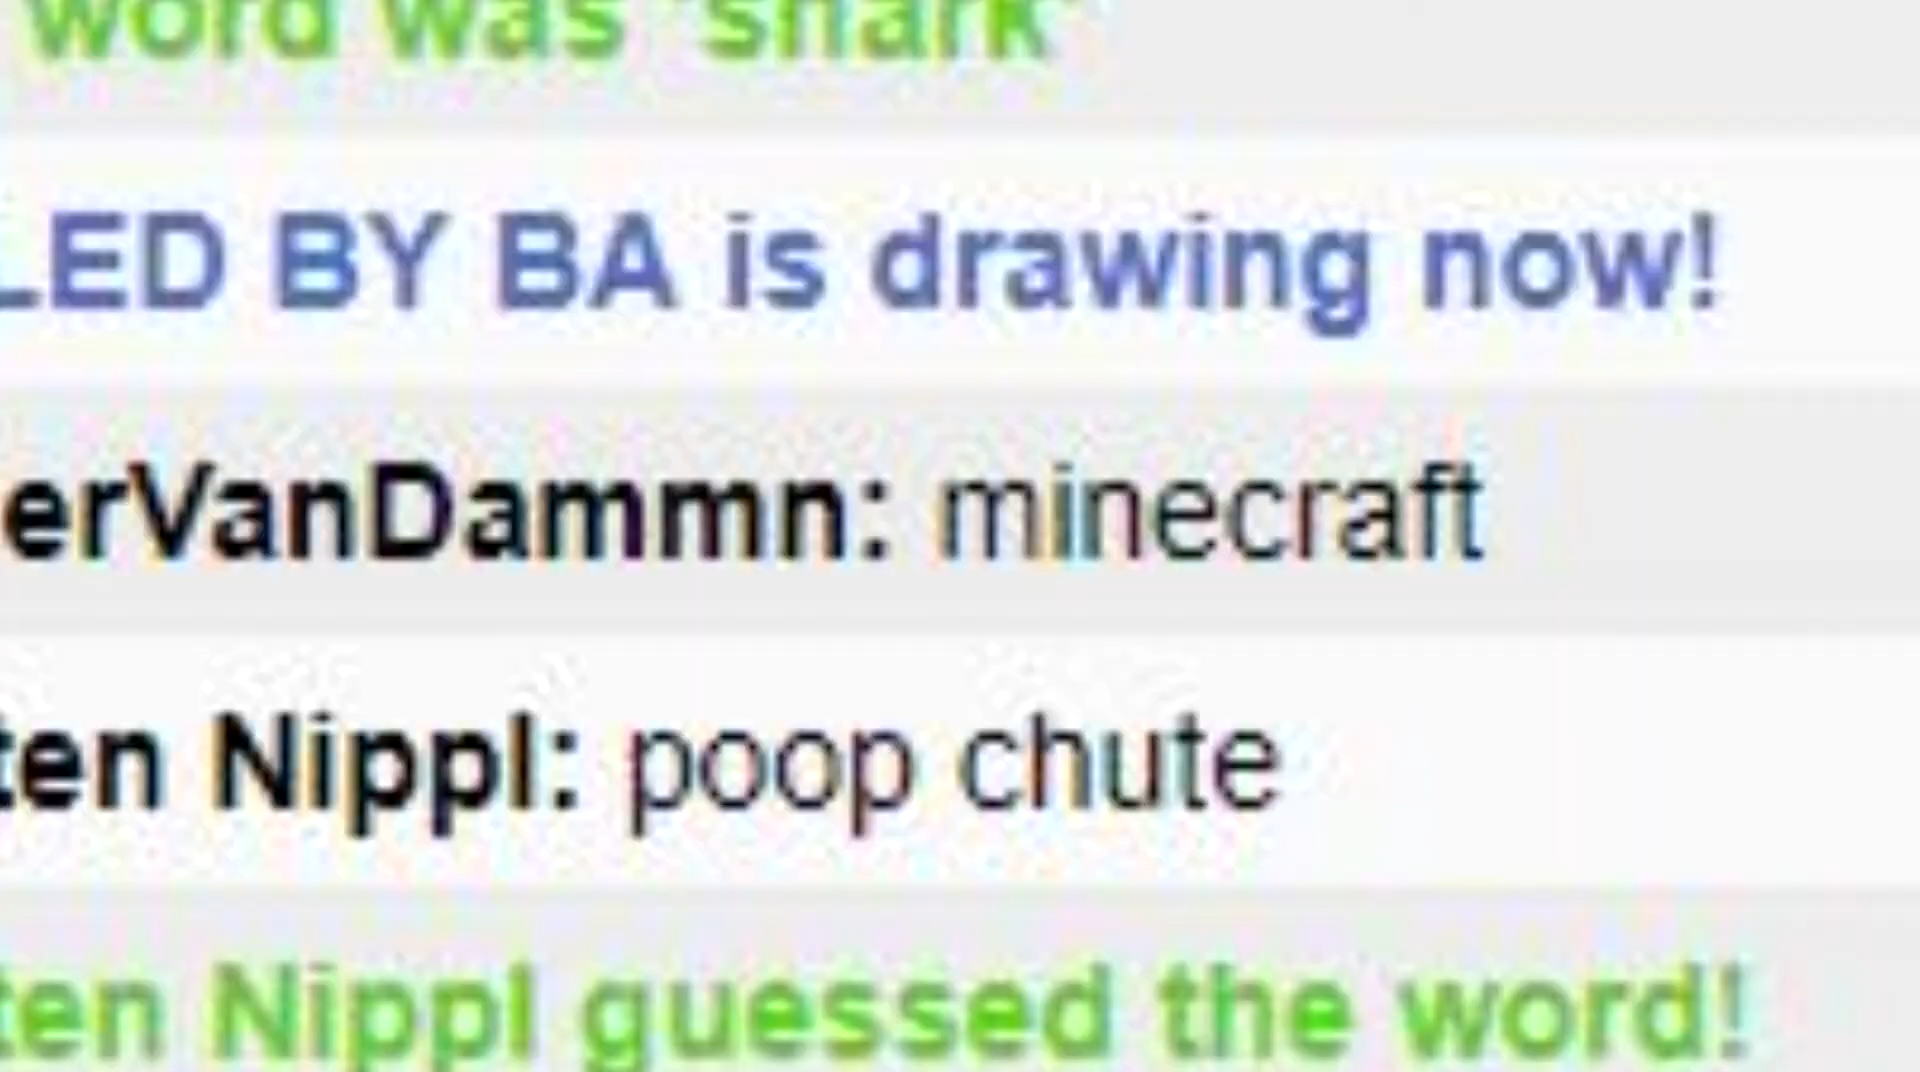 word was 'shark'
LED BY BA is drawing now!
erVanDammn: minecraft
ten Nippl: poop chute
ten Nippl guessed the word!